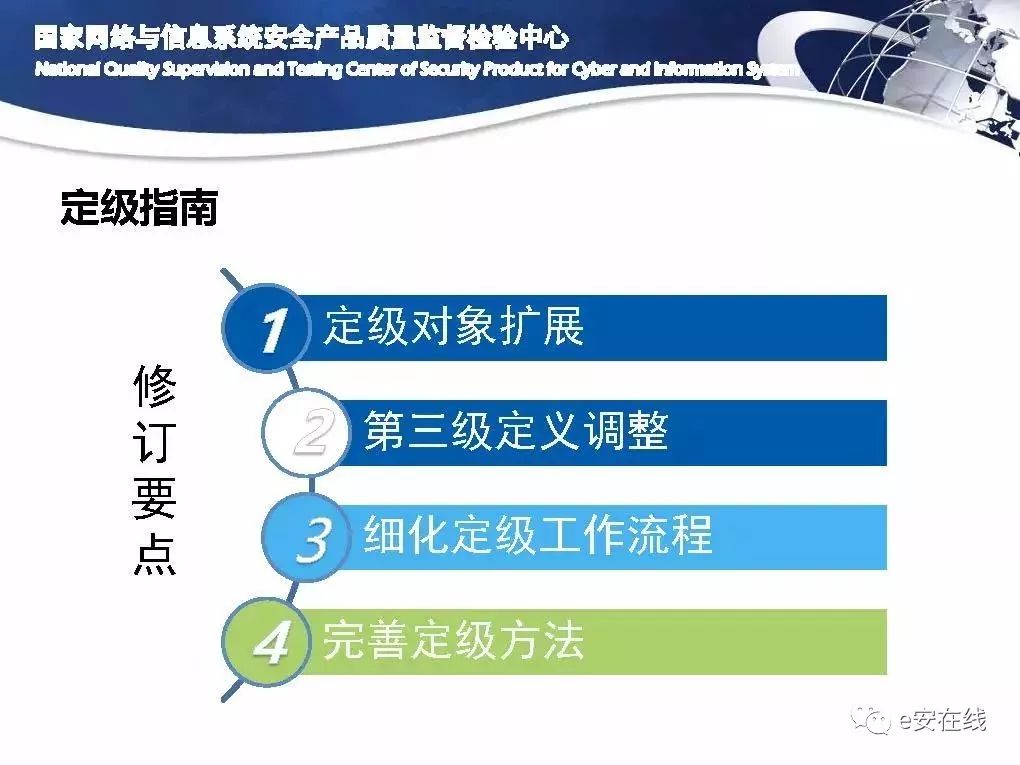 国家网络与信息系统安全产品质量监督检验中心
National Quality Supervision and Testing Center of Security Product for Cyber and Information System
定级指南
修订要点
1 定级对象扩展
2 第三级定义调整
3 细化定级工作流程
4 完善定级方法
e安在线